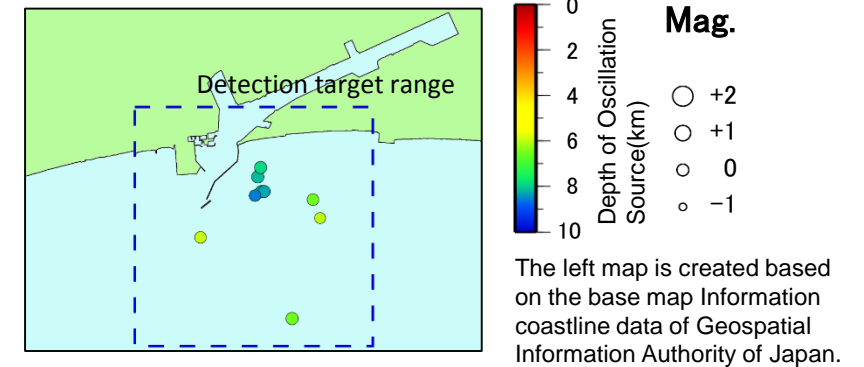 Detection target range
0
2
4
6
8
10
Depth of Oscillation
Source(km)
Mag.
+2
+1
0
−1
The left map is created based
on the base map Information
coastline data of Geospatial
Information Authority of Japan.